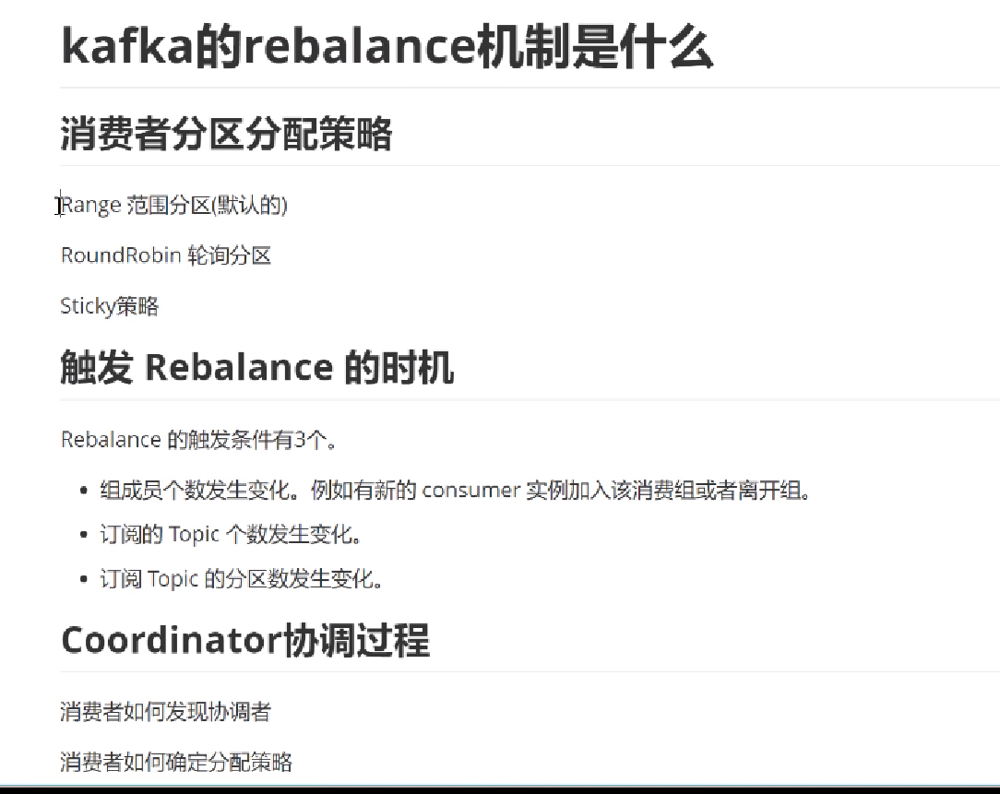 kafka的rebalance机制是什么
消费者分区分配策略
Range 范围分区(默认的)
RoundRobin 轮询分区
Sticky策略
触发 Rebalance 的时机
Rebalance 的触发条件有3个。
组成员个数发生变化。例如有新的 consumer 实例加入该消费组或者离开组。
订阅的 Topic 个数发生变化。
订阅 Topic 的分区数发生变化。
Coordinator协调过程
消费者如何发现协调者
消费者如何确定分配策略